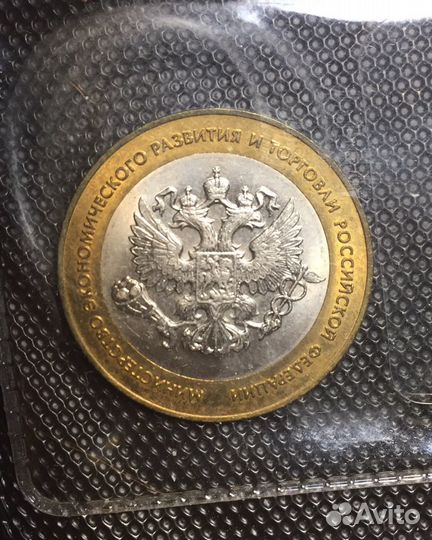 МИНИСТЕРСТВО ЭКОНОМИЧЕСКОГО РАЗВИТИЯ И ТОРГОВЛИ РОССИЙСКОЙ ФЕДЕРАЦИИ
Avito